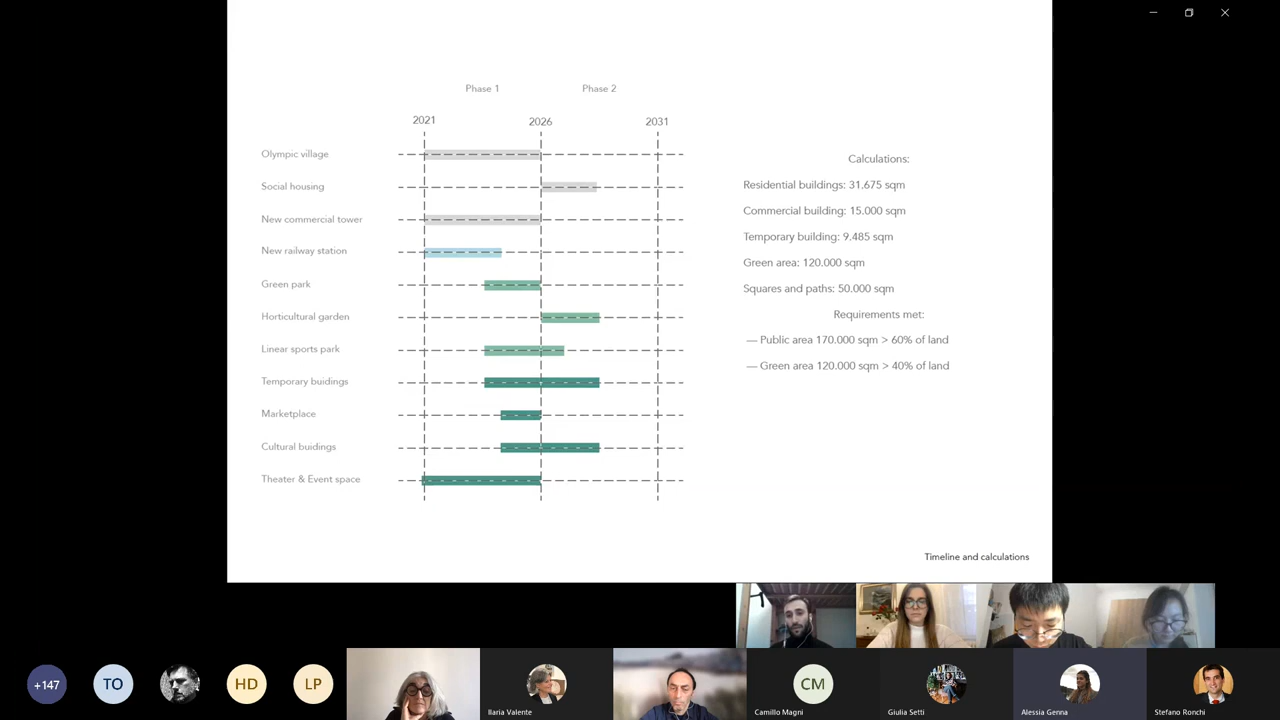 Phase 1 Phase 2
2021 2026 2031
Olympic village
Social housing
New commercial tower
New railway station
Green park
Horticultural garden
Linear sports park
Temporary buidings
Marketplace
Cultural buidings
Theater & Event space
Calculations:
Residential buildings: 31.675 sqm
Commercial building: 15.000 sqm
Temporary building: 9.485 sqm
Green area: 120.000 sqm
Squares and paths: 50.000 sqm
Requirements met:
— Public area 170.000 sqm > 60% of land
— Green area 120.000 sqm > 40% of land
Timeline and calculations
+147
TO
HD
LP
CM
Ilaria Valente
Camillo Magni
Giulia Setti
Alessia Genna
Stefano Ronchi